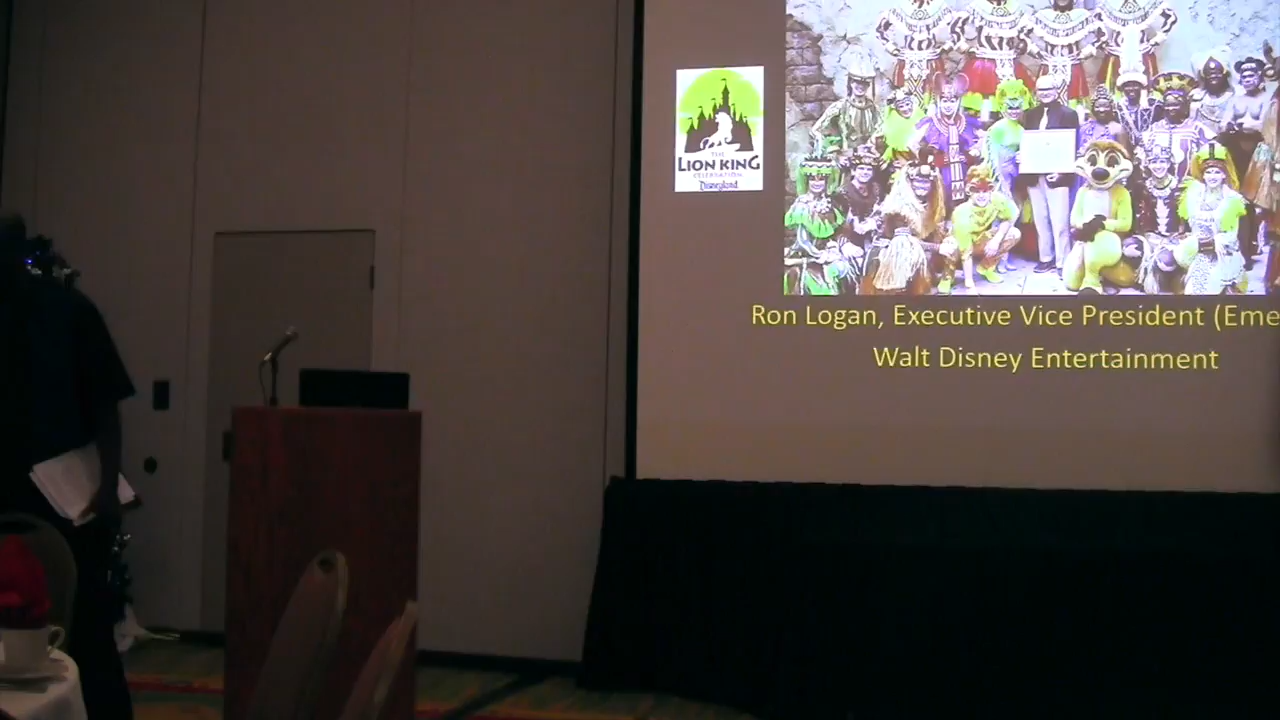 THE
LION KING
CELEBRATION
Disneyland
Ron Logan, Executive Vice President (Eme
Walt Disney Entertainment